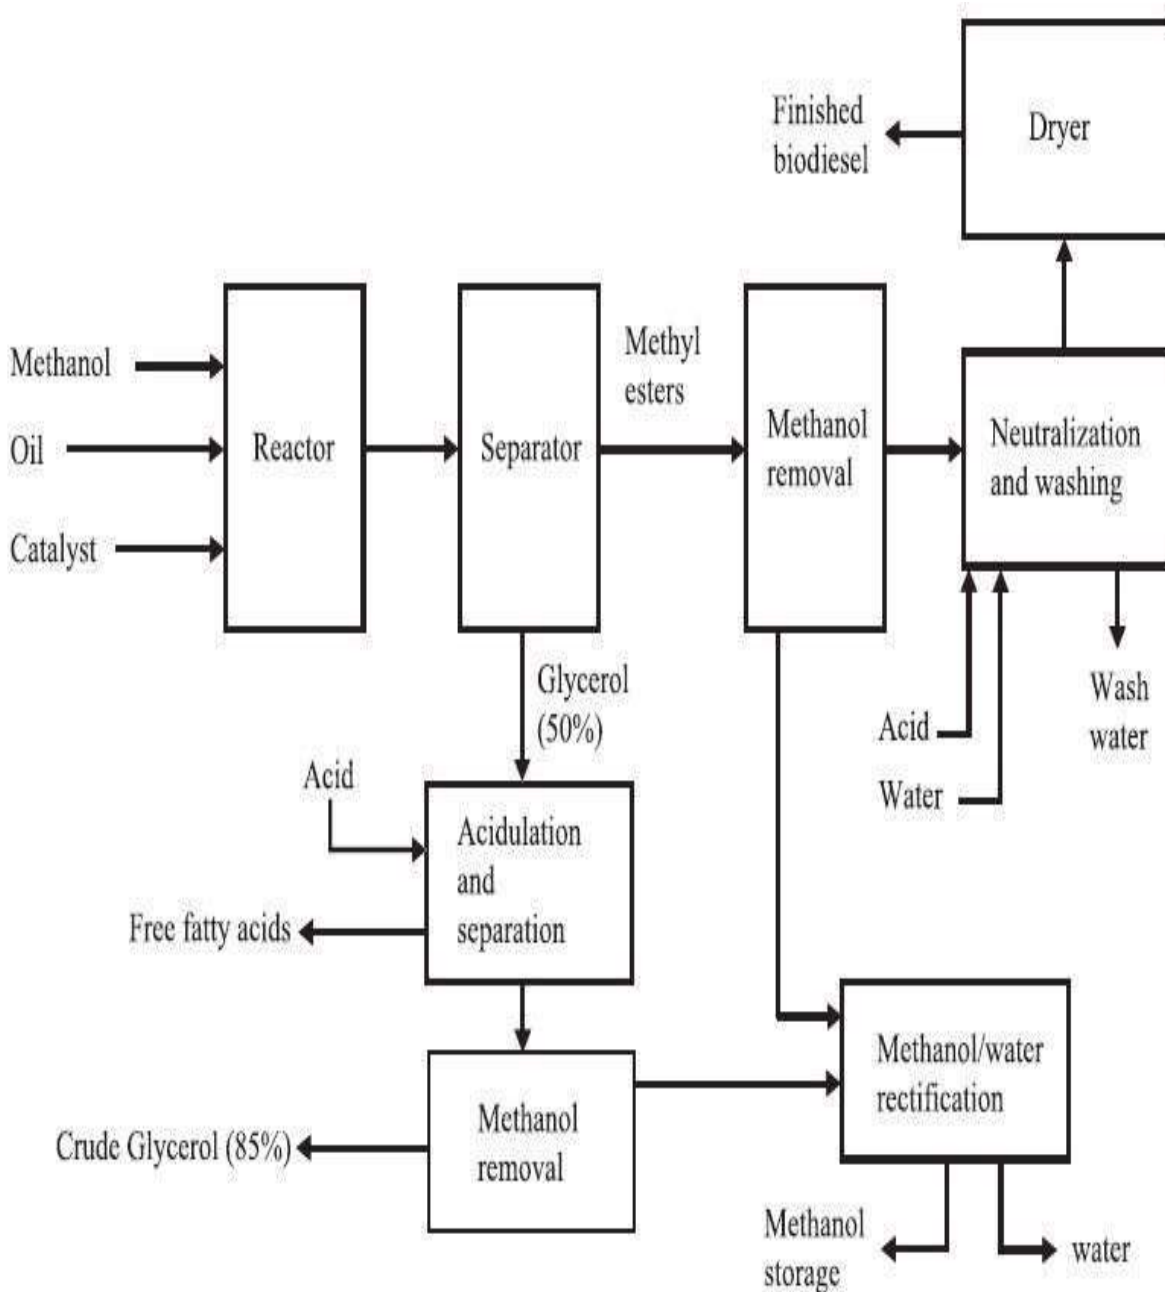 Finished
biodiesel
Dryer
Methanol
Oil
Catalyst
Reactor
Separator
Methyl
esters
Methanol
removal
Neutralization
and washing
Glycerol
(50%)
Acid
Water
Wash
water
Acid
Acidulation
and
separation
Free fatty acids
Methanol
removal
Crude Glycerol (85%)
Methanol/water
rectification
Methanol
storage
water